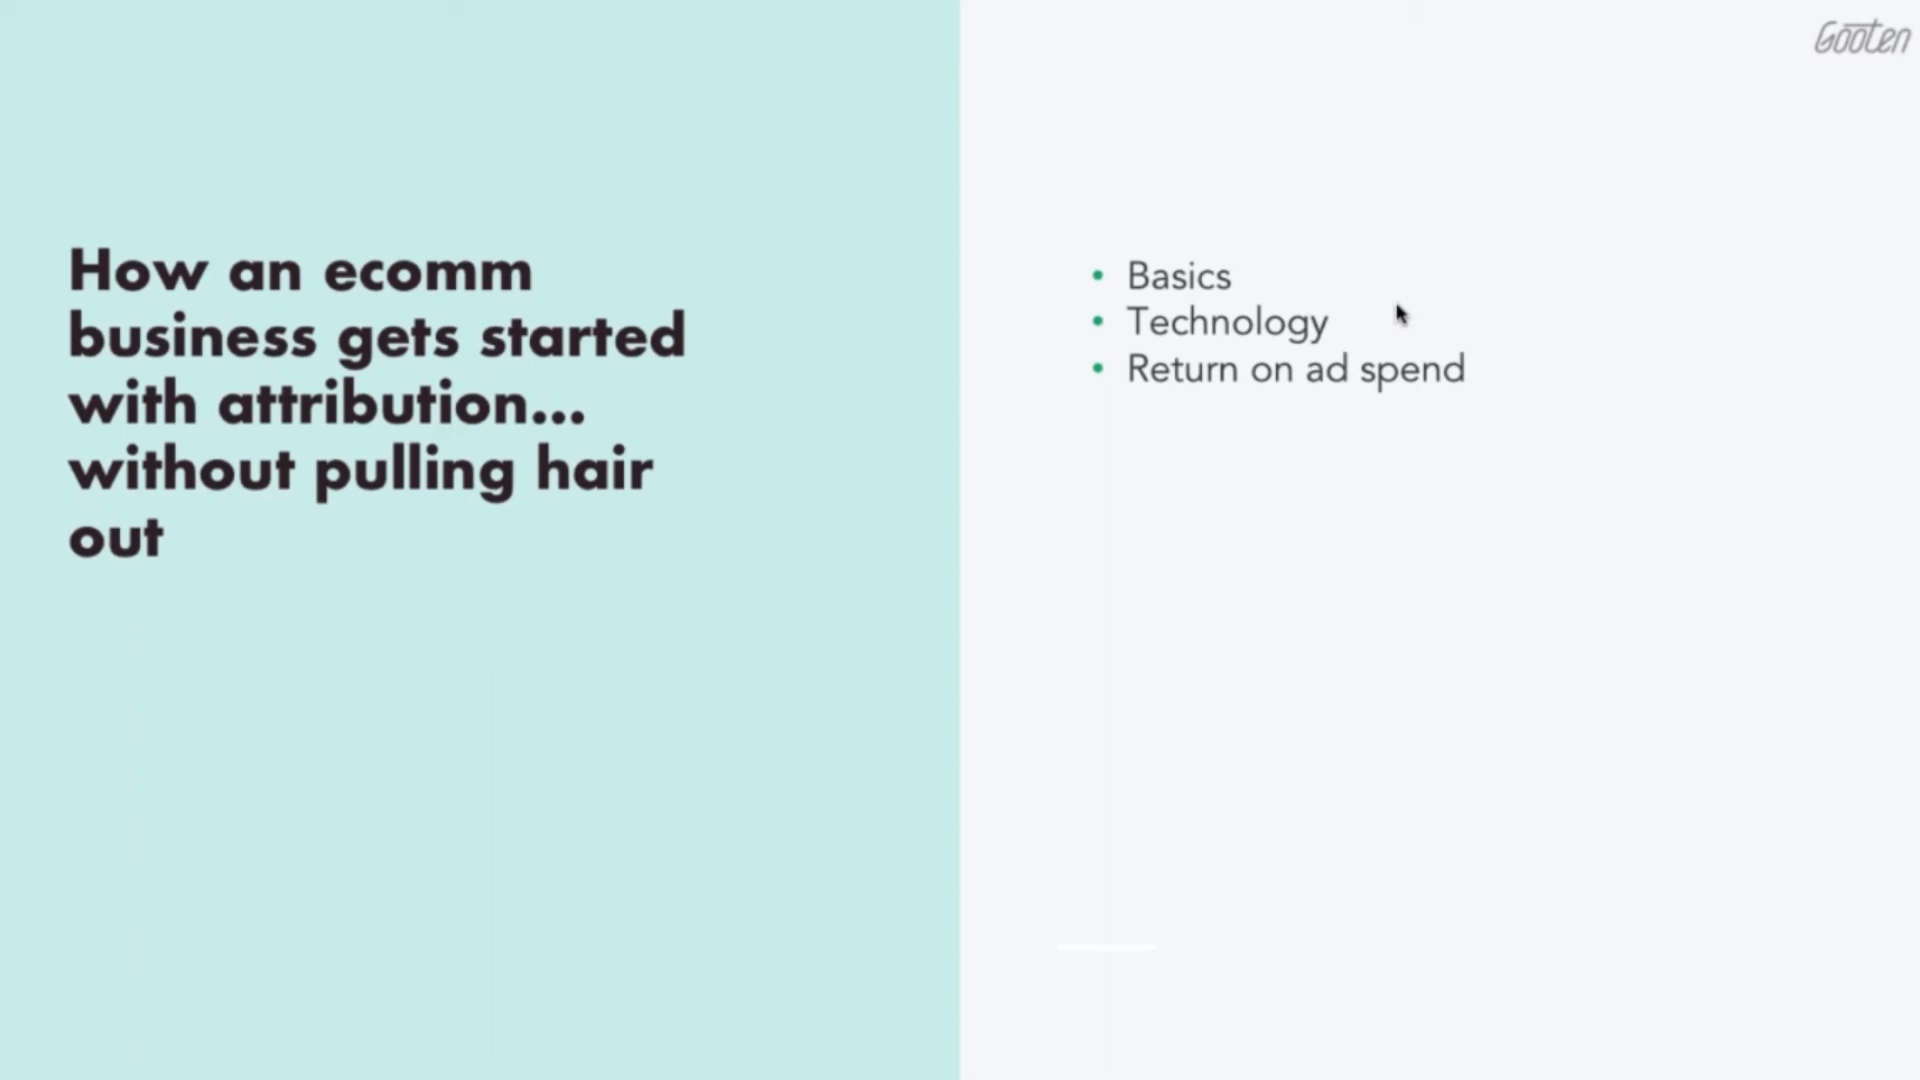 Gooten
How an ecomm
business gets started
with attribution...
without pulling hair
out
• Basics
• Technology
• Return on ad spend